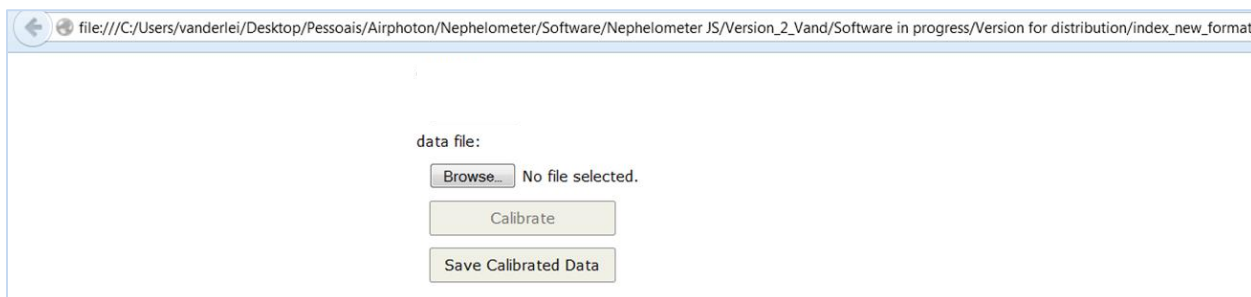 file:///C:/Users/vanderlei/Desktop/Pessoais/Airphoton/Nephelometer/Software/Nephelometer JS/Version_2_Vand/Software in progress/Version for distribution/index_new_format
data file:
Browse... No file selected.
Calibrate
Save Calibrated Data